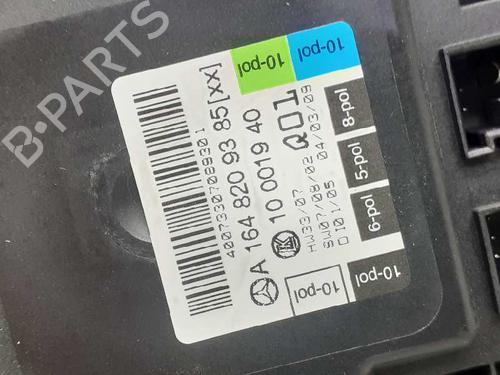 B-PARTS
4007330708930 1
A 164 820 93 85 [xx]
10 0019 40
QOL
HW33/07
SW07/08/02 04/03/09
D10 1/05
10-pol
10-pol
8-pol
5-pol
6-pol
10-pol
10-pol